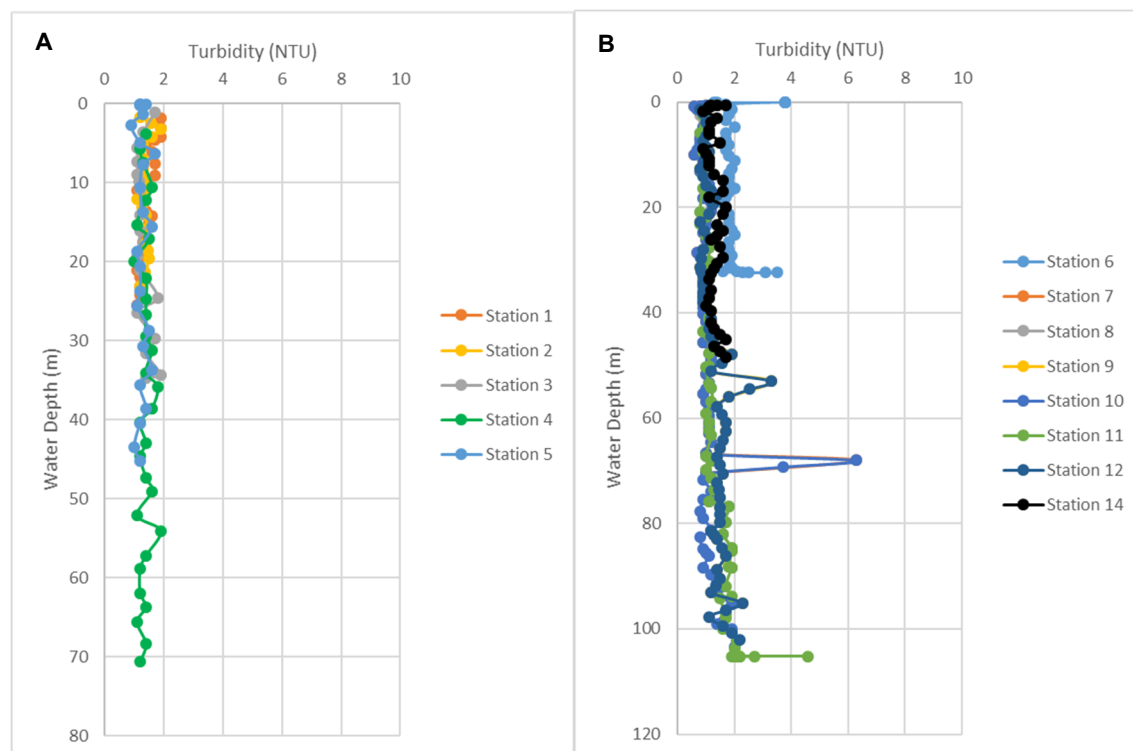 A
Turbidity (NTU)
0 2 4 6 8 10
0
10
20
30
40
50
60
70
80
Water Depth (m)
Station 1
Station 2
Station 3
Station 4
Station 5
B
Turbidity (NTU)
0 2 4 6 8 10
0
20
40
60
80
100
120
Water Depth (m)
Station 6
Station 7
Station 8
Station 9
Station 10
Station 11
Station 12
Station 14